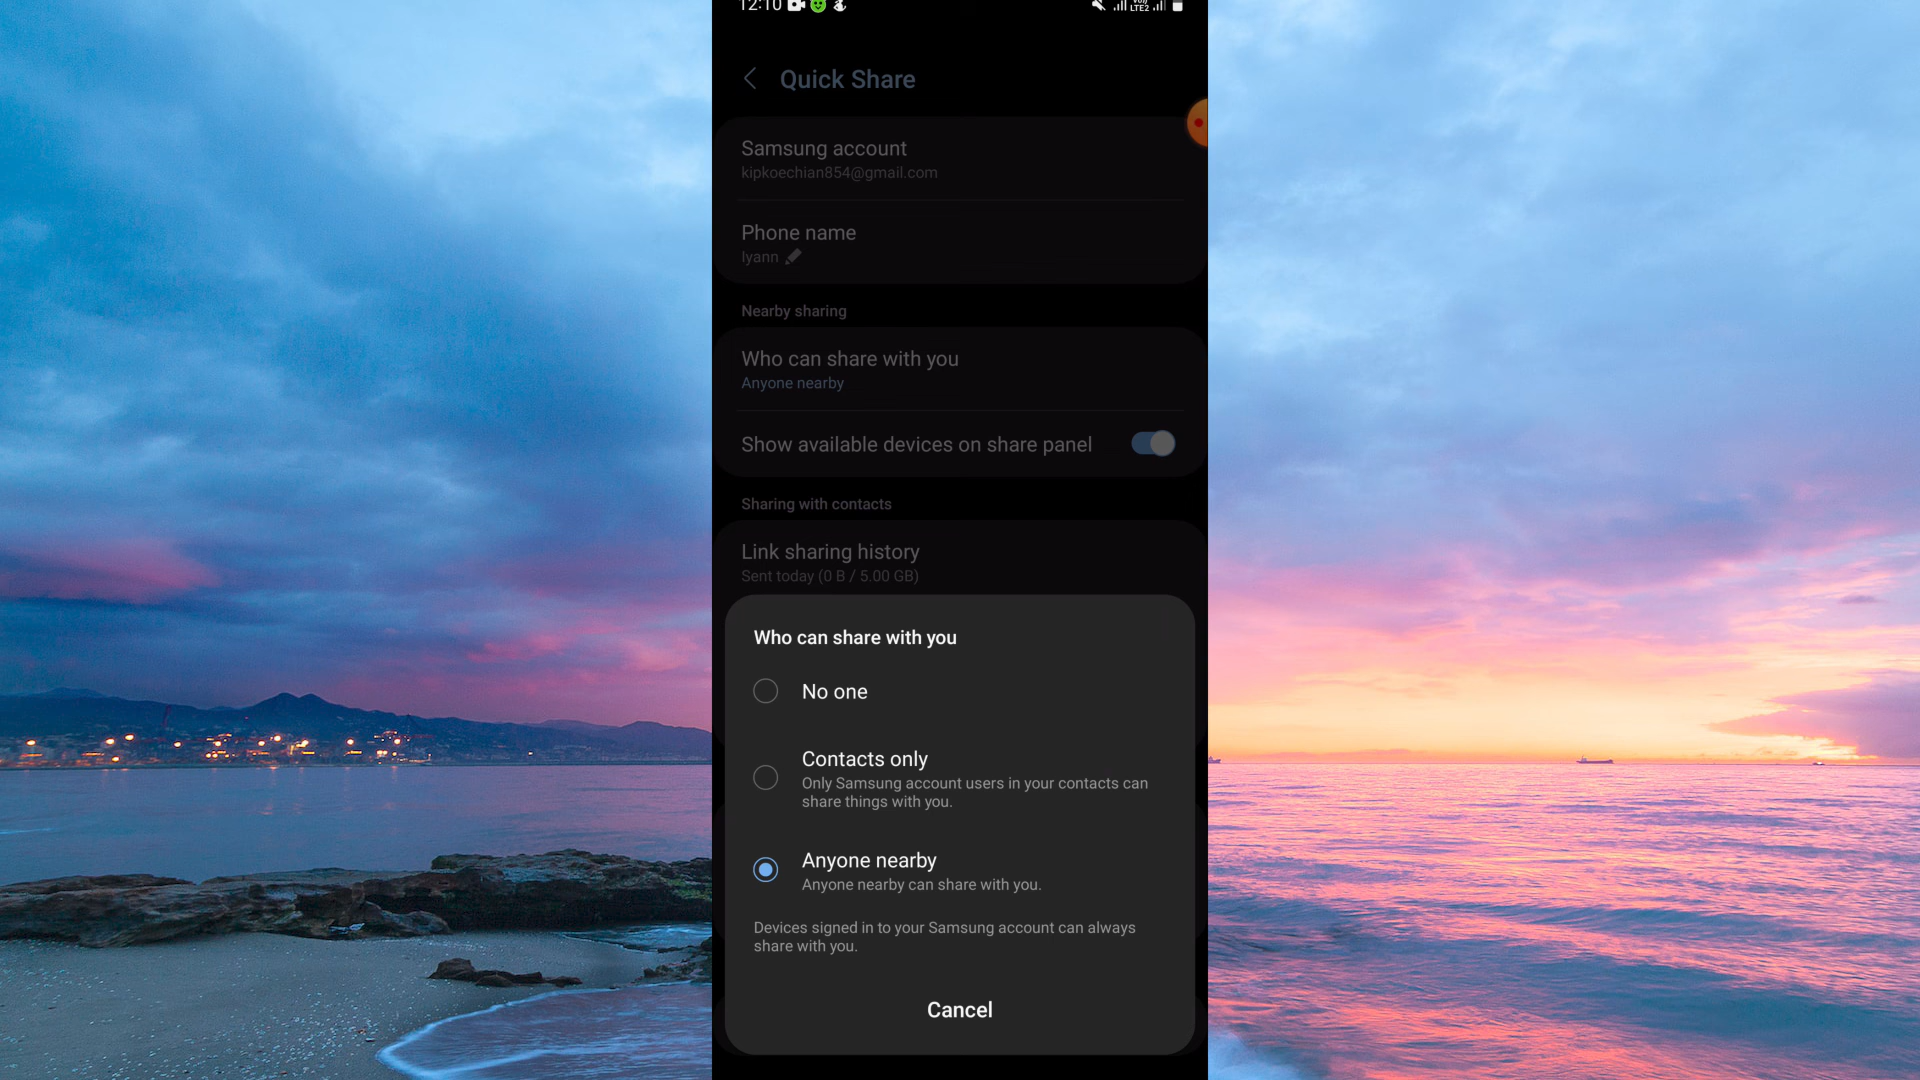 12:10
LTE2
Quick Share
Samsung account
kipkoechian854@gmail.com
Phone name
Iyann
Nearby sharing
Who can share with you
Anyone nearby
Show available devices on share panel
Sharing with contacts
Link sharing history
Sent today (0 B / 5.00 GB)
Who can share with you
No one
Contacts only
Only Samsung account users in your contacts can
share things with you.
Anyone nearby
Anyone nearby can share with you.
Devices signed in to your Samsung account can always
share with you.
Cancel